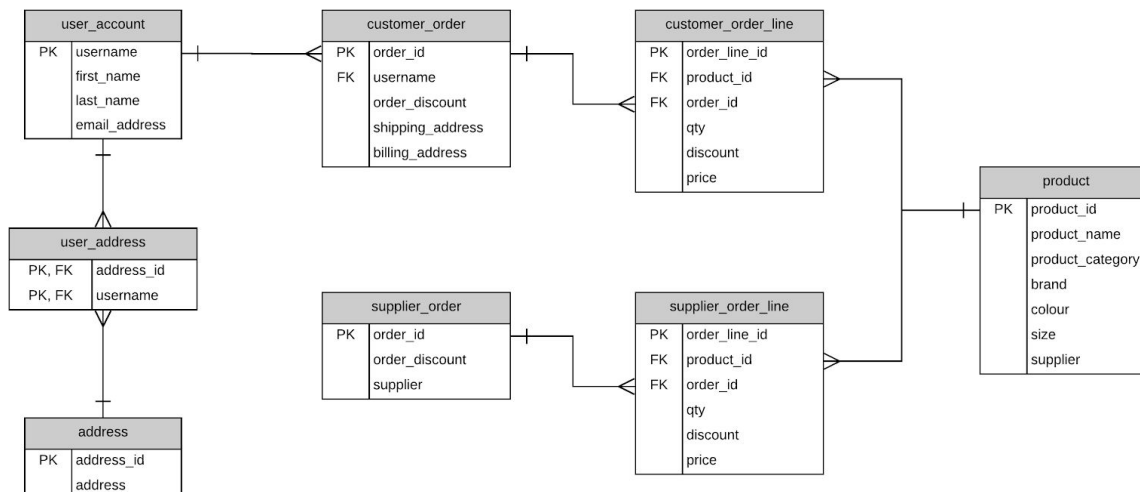 user_account
PK username
first_name
last_name
email_address
customer_order
PK order_id
FK username
order_discount
shipping_address
billing_address
customer_order_line
PK order_line_id
FK product_id
FK order_id
qty
discount
price
product
PK product_id
product_name
product_category
brand
colour
size
supplier
user_address
PK, FK address_id
PK, FK username
supplier_order
PK order_id
order_discount
supplier
supplier_order_line
PK order_line_id
FK product_id
FK order_id
qty
discount
price
address
PK address_id
address